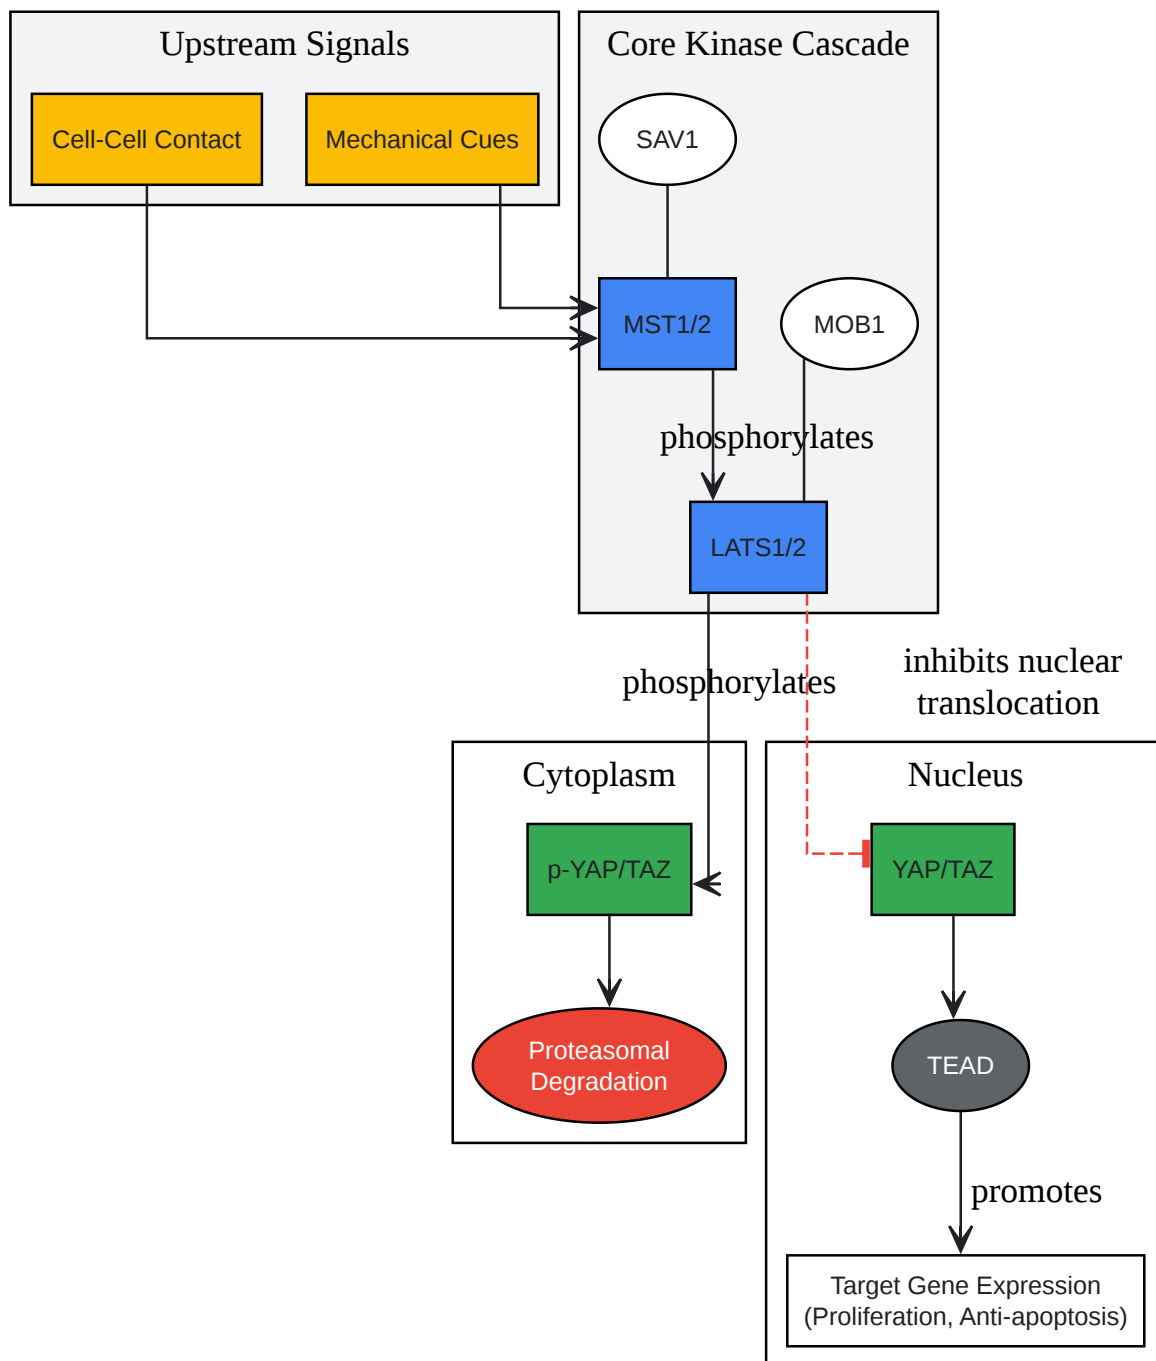 Upstream Signals
Core Kinase Cascade
Cell-Cell Contact
Mechanical Cues
SAV1
MST1/2
MOB1
phosphorylates
LATS1/2
inhibits nuclear
translocation
phosphorylates
Cytoplasm
Nucleus
p-YAP/TAZ
YAP/TAZ
Proteasomal
Degradation
TEAD
promotes
Target Gene Expression
(Proliferation, Anti-apoptosis)